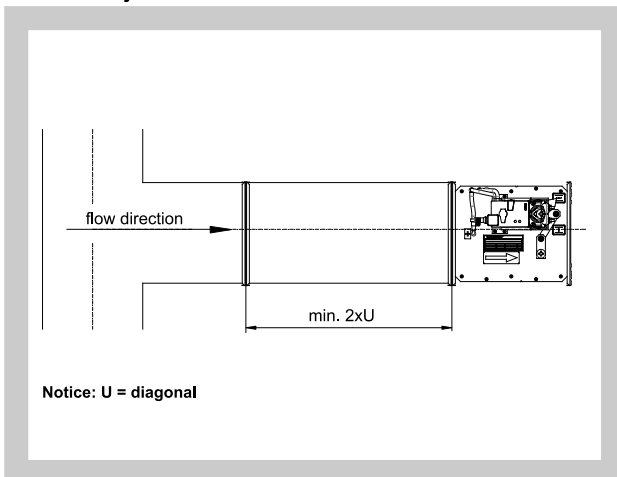 flow direction
min. 2xU
Notice: U = diagonal